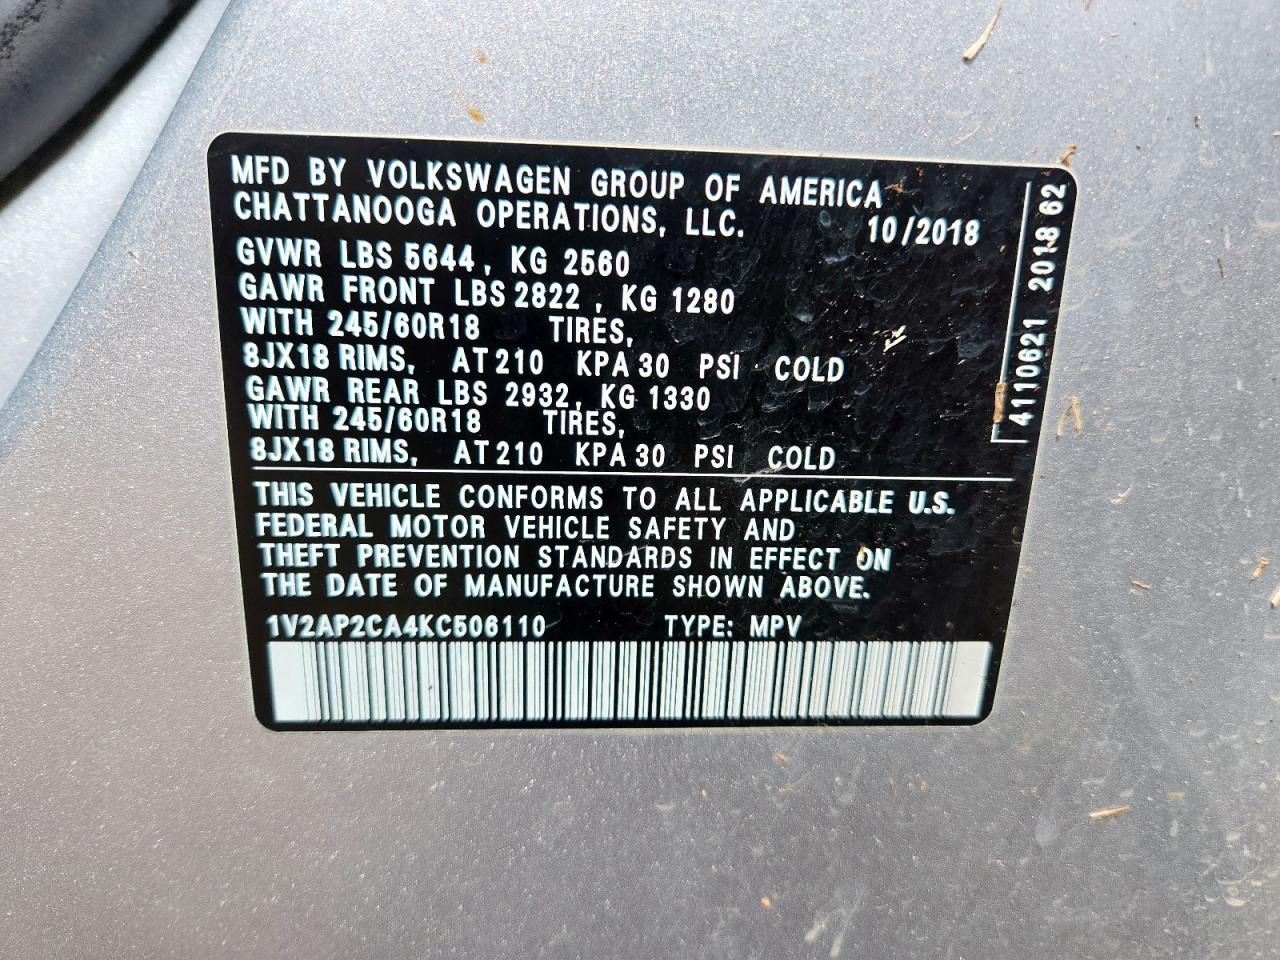 MFD BY VOLKSWAGEN GROUP OF AMERICA
CHATTANOOGA OPERATIONS, LLC. 10/2018
GVWR LBS 5644, KG 2560
GAWR FRONT LBS 2822, KG 1280
WITH 245/60R18 TIRES,
8JX18 RIMS, AT 210 KPA 30 PSI COLD
GAWR REAR LBS 2932, KG 1330
WITH 245/60R18 TIRES,
8JX18 RIMS, AT 210 KPA 30 PSI COLD
THIS VEHICLE CONFORMS TO ALL APPLICABLE U.S.
FEDERAL MOTOR VEHICLE SAFETY AND
THEFT PREVENTION STANDARDS IN EFFECT ON
THE DATE OF MANUFACTURE SHOWN ABOVE.
1V2AP2CA4KC506110 TYPE: MPV
4110621 2018 62